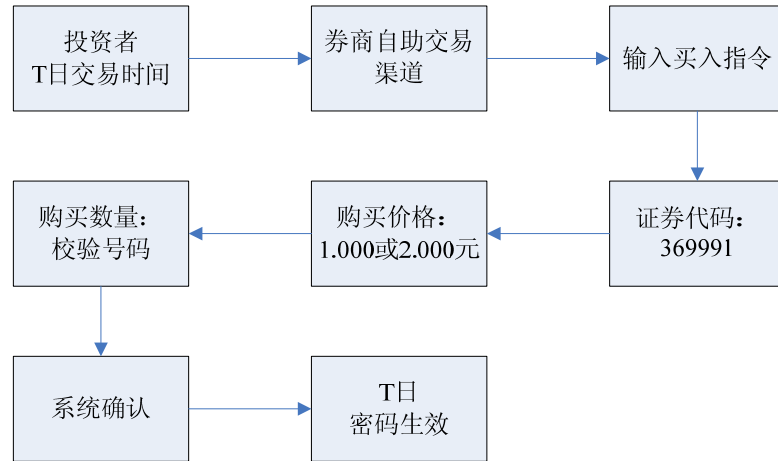 投资者
T日交易时间
券商自助交易
渠道
输入买入指令
证券代码：
369991
购买价格：
1.000或2.000元
购买数量：
校验号码
系统确认
T日
密码生效